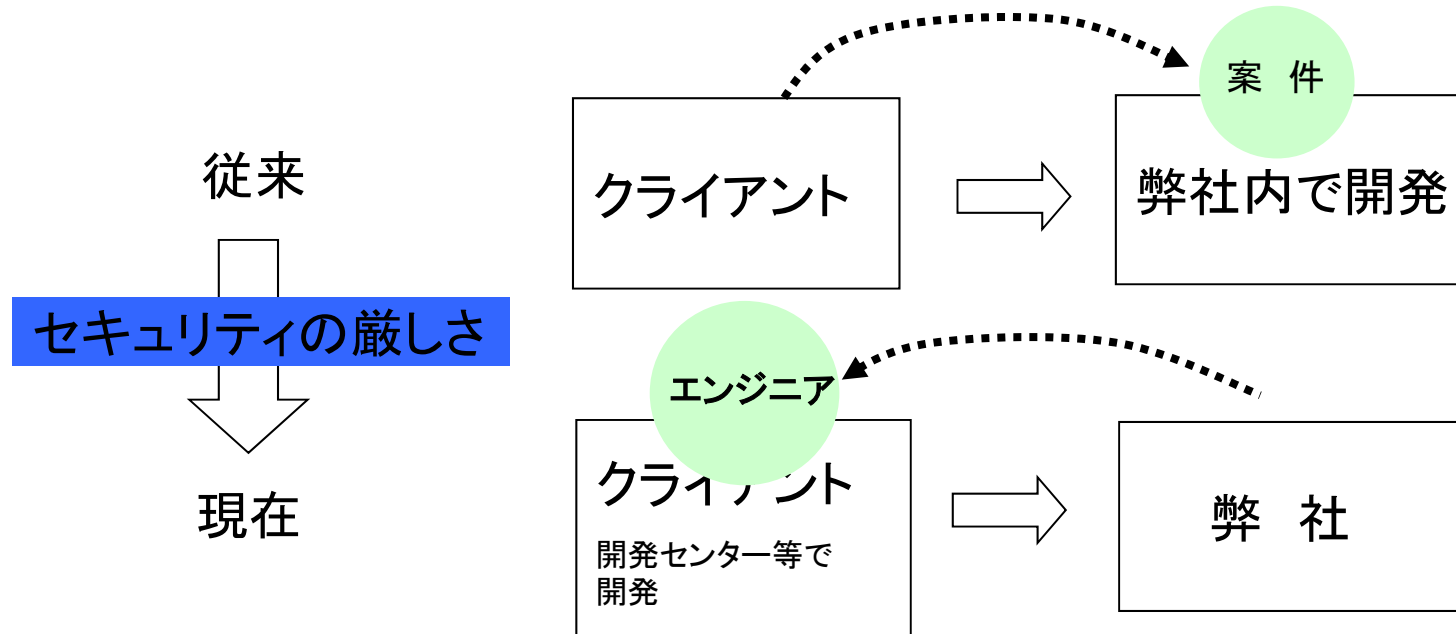 案 件
従来
クライアント
弊社内で開発
セキュリティの厳しさ
エンジニア
クライアント
現在
弊 社
開発センター等で
開発